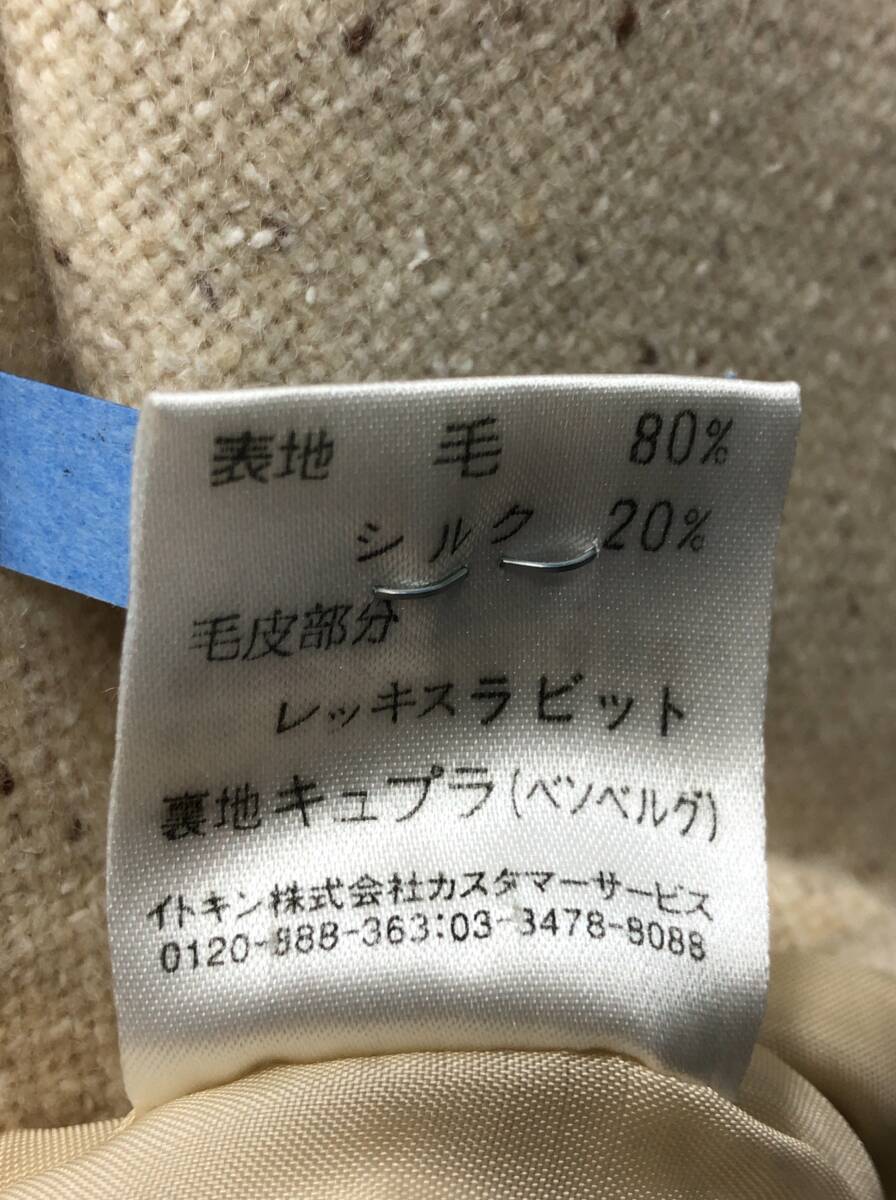 表地 毛 80%
シルク 20%
毛皮部分
レッキスラビット
裏地キュプラ(ベンベルグ)
イトキン株式会社カスタマーサービス
0120-888-363:03-3478-8088